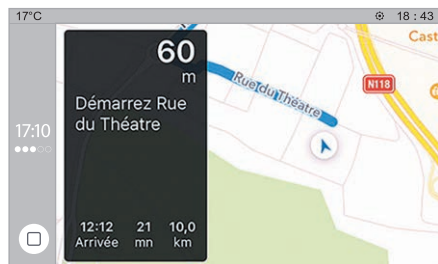 17°C
18 : 43
60
m
Démarrez Rue
du Théatre
17:10
12:12 21 10,0
Arrivée mn km
Rue du Théatre
N118
Cast